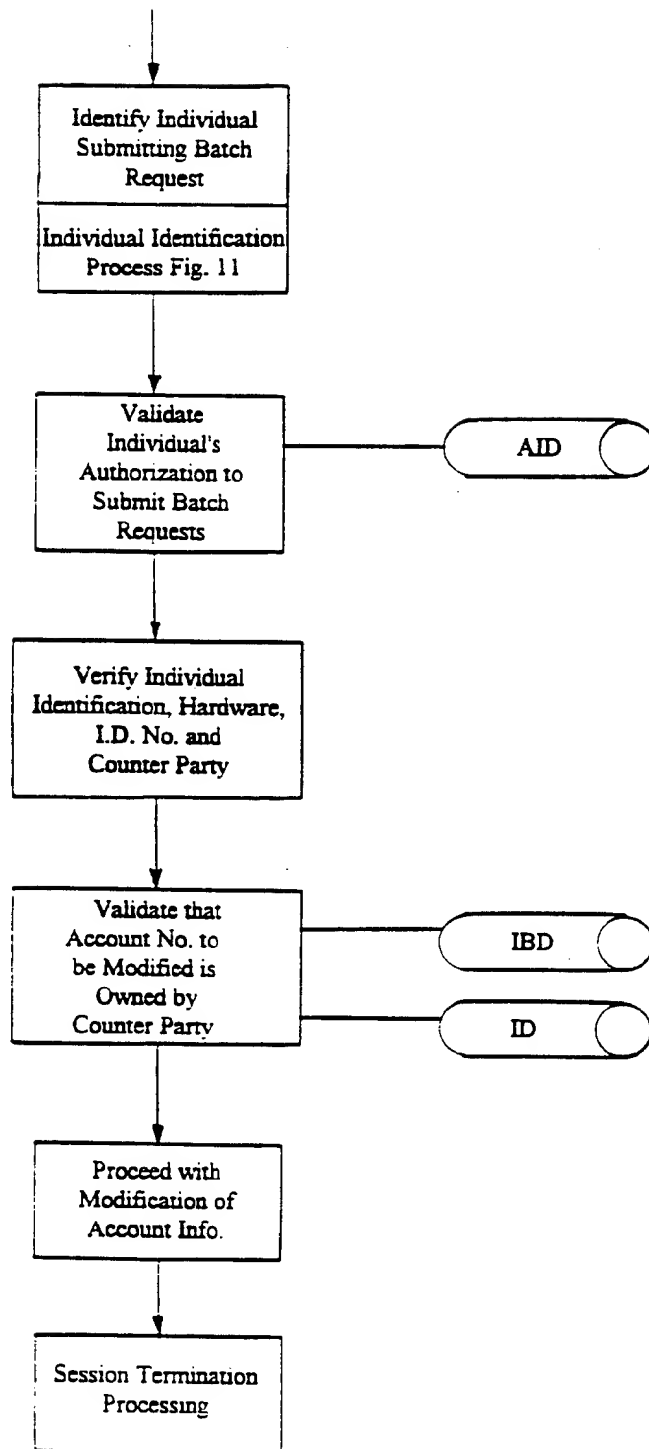 Identify Individual
Submitting Batch
Request
Individual Identification
Process Fig. 11
Validate
Individual's
Authorization to
Submit Batch
Requests
AID
Verify Individual
Identification, Hardware,
I.D. No. and
Counter Party
Validate that
Account No. to
be Modified is
Owned by
Counter Party
IBD
ID
Proceed with
Modification of
Account Info.
Session Termination
Processing